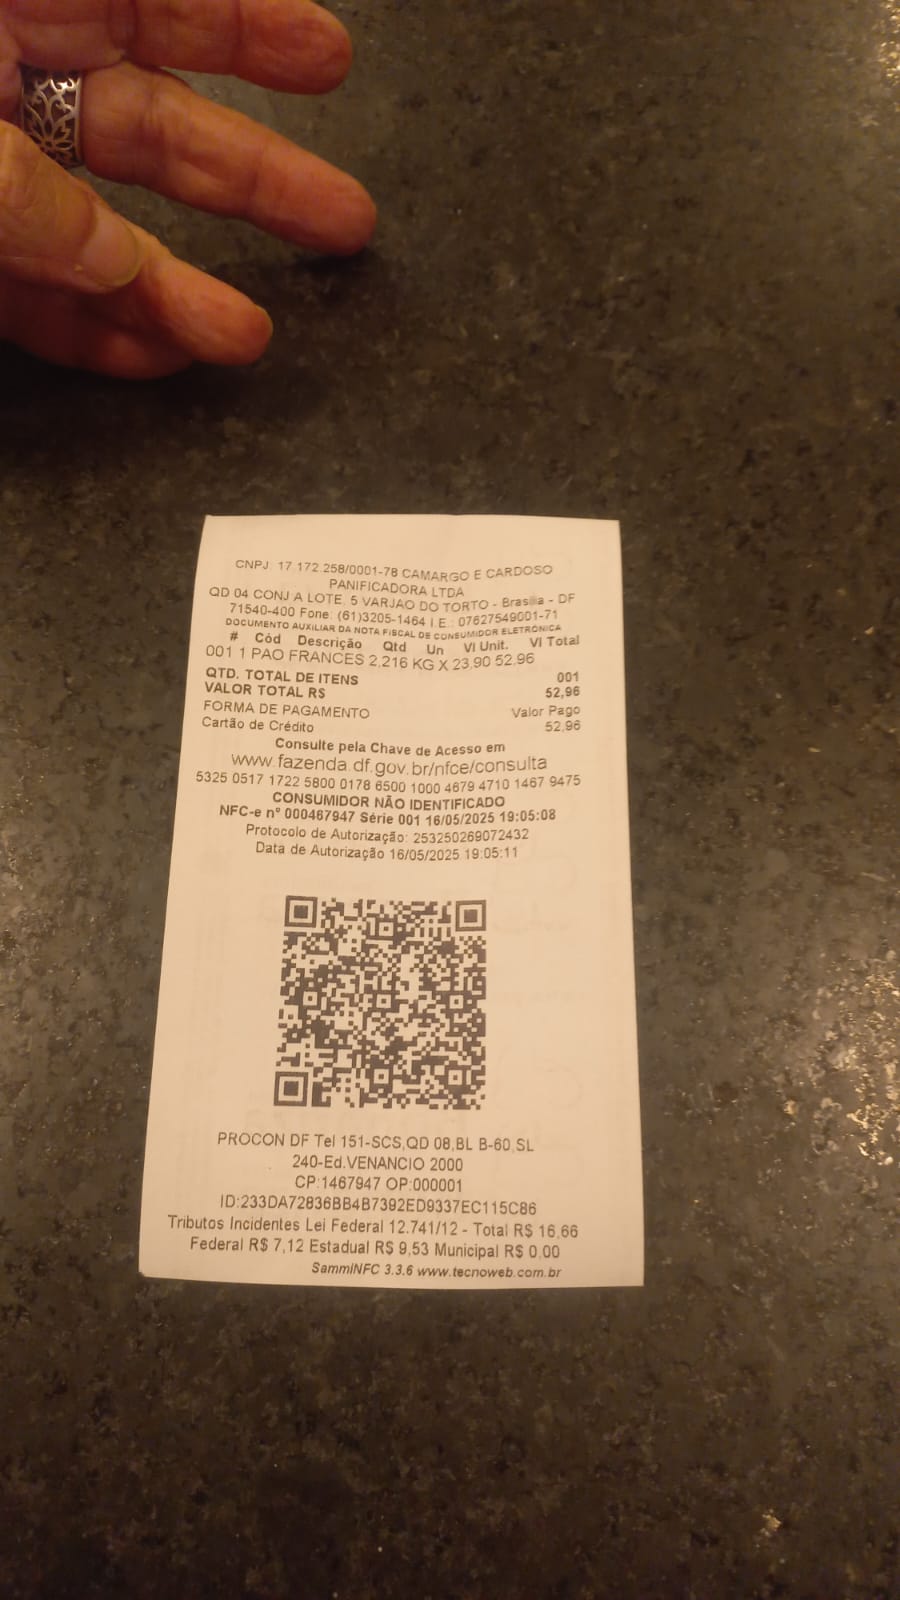 CNPJ: 17.172.258/0001-78 CAMARGO E CARDOSO
PANIFICADORA LTDA
QD 04 CONJ A LOTE, 5 VARJAO DO TORTO - Brasília - DF
71540-400 Fone: (61)3205-1464 I.E.: 07627549001-71
DOCUMENTO AUXILIAR DA NOTA FISCAL DE CONSUMIDOR ELETRÔNICA
# Cód Descrição Qtd Un Vl Unit. Vl Total
001 1 PAO FRANCES 2,216 KG X 23,90 52,96
QTD. TOTAL DE ITENS 001
VALOR TOTAL R$ 52,96
FORMA DE PAGAMENTO Valor Pago
Cartão de Crédito 52,96
Consulte pela Chave de Acesso em
www.fazenda.df.gov.br/nfce/consulta
5325 0517 1722 5800 0178 6500 1000 4679 4710 1467 9475
CONSUMIDOR NÃO IDENTIFICADO
NFC-e nº 000467947 Série 001 16/05/2025 19:05:08
Protocolo de Autorização: 253250269072432
Data de Autorização 16/05/2025 19:05:11
PROCON DF Tel 151-SCS,QD 08,BL B-60,SL
240-Ed.VENANCIO 2000
CP:1467947 OP:000001
ID:233DA72836BB4B7392ED9337EC115C86
Tributos Incidentes Lei Federal 12.741/12 - Total R$ 16,66
Federal R$ 7,12 Estadual R$ 9,53 Municipal R$ 0,00
SammiNFC 3.3.6 www.tecnoweb.com.br